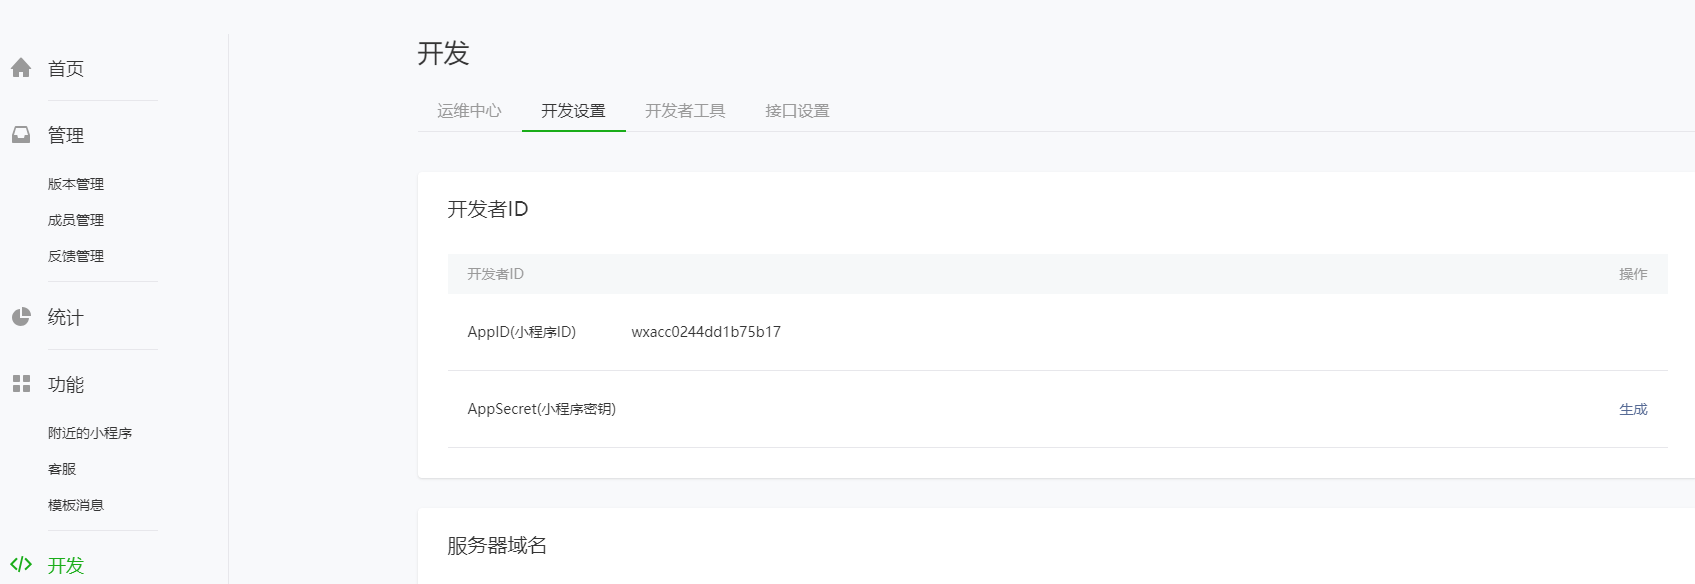 首页
管理
版本管理
成员管理
反馈管理
统计
功能
附近的小程序
客服
模板消息
开发
开发
运维中心 开发设置 开发者工具 接口设置
开发者ID
开发者ID 操作
AppID(小程序ID) wxacc0244dd1b75b17
AppSecret(小程序密钥) 生成
服务器域名